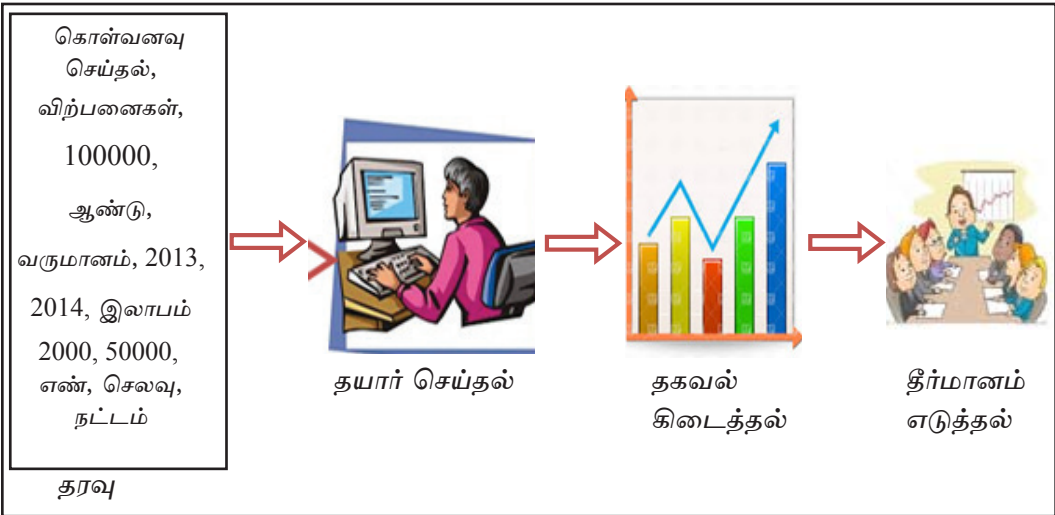 கொள்வனவு
செய்தல்,
விற்பனைகள்,
100000,
ஆண்டு,
வருமானம், 2013,
2014, இலாபம்
2000, 50000,
எண், செலவு,
நட்டம்
தரவு
தயார் செய்தல்
தகவல்
கிடைத்தல்
தீர்மானம்
எடுத்தல்